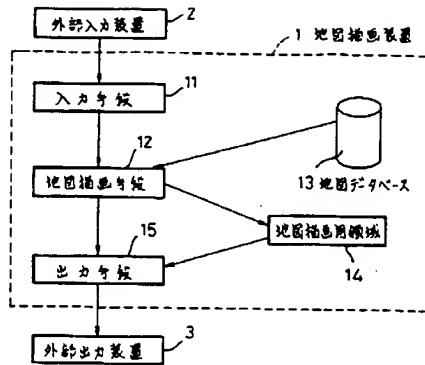 外部入力装置
2
1 地図描画装置
入力手段
11
地図描画手段
12
13 地図データベース
地図描画用領域
14
出力手段
15
外部出力装置
3